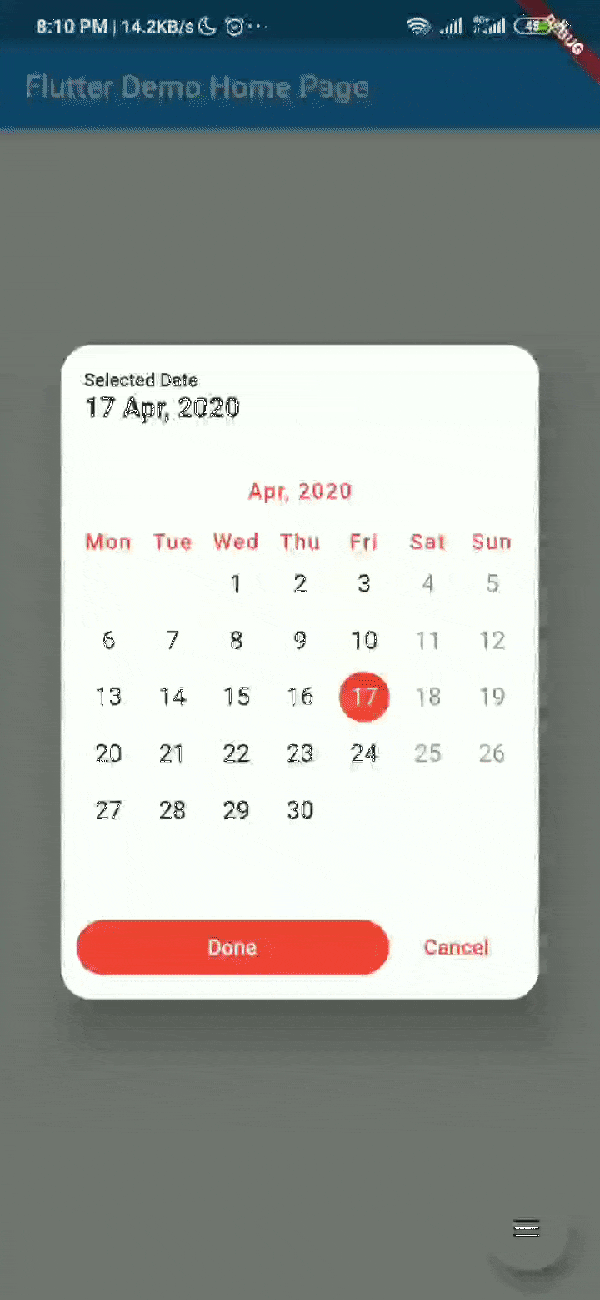 8:10 PM | 14.2KB/s ...
DEBUG
Flutter Demo Home Page
Selected Date
17 Apr, 2020
Apr, 2020
Mon Tue Wed Thu Fri Sat Sun
1 2 3 4 5
6 7 8 9 10 11 12
13 14 15 16 17 18 19
20 21 22 23 24 25 26
27 28 29 30
Done Cancel